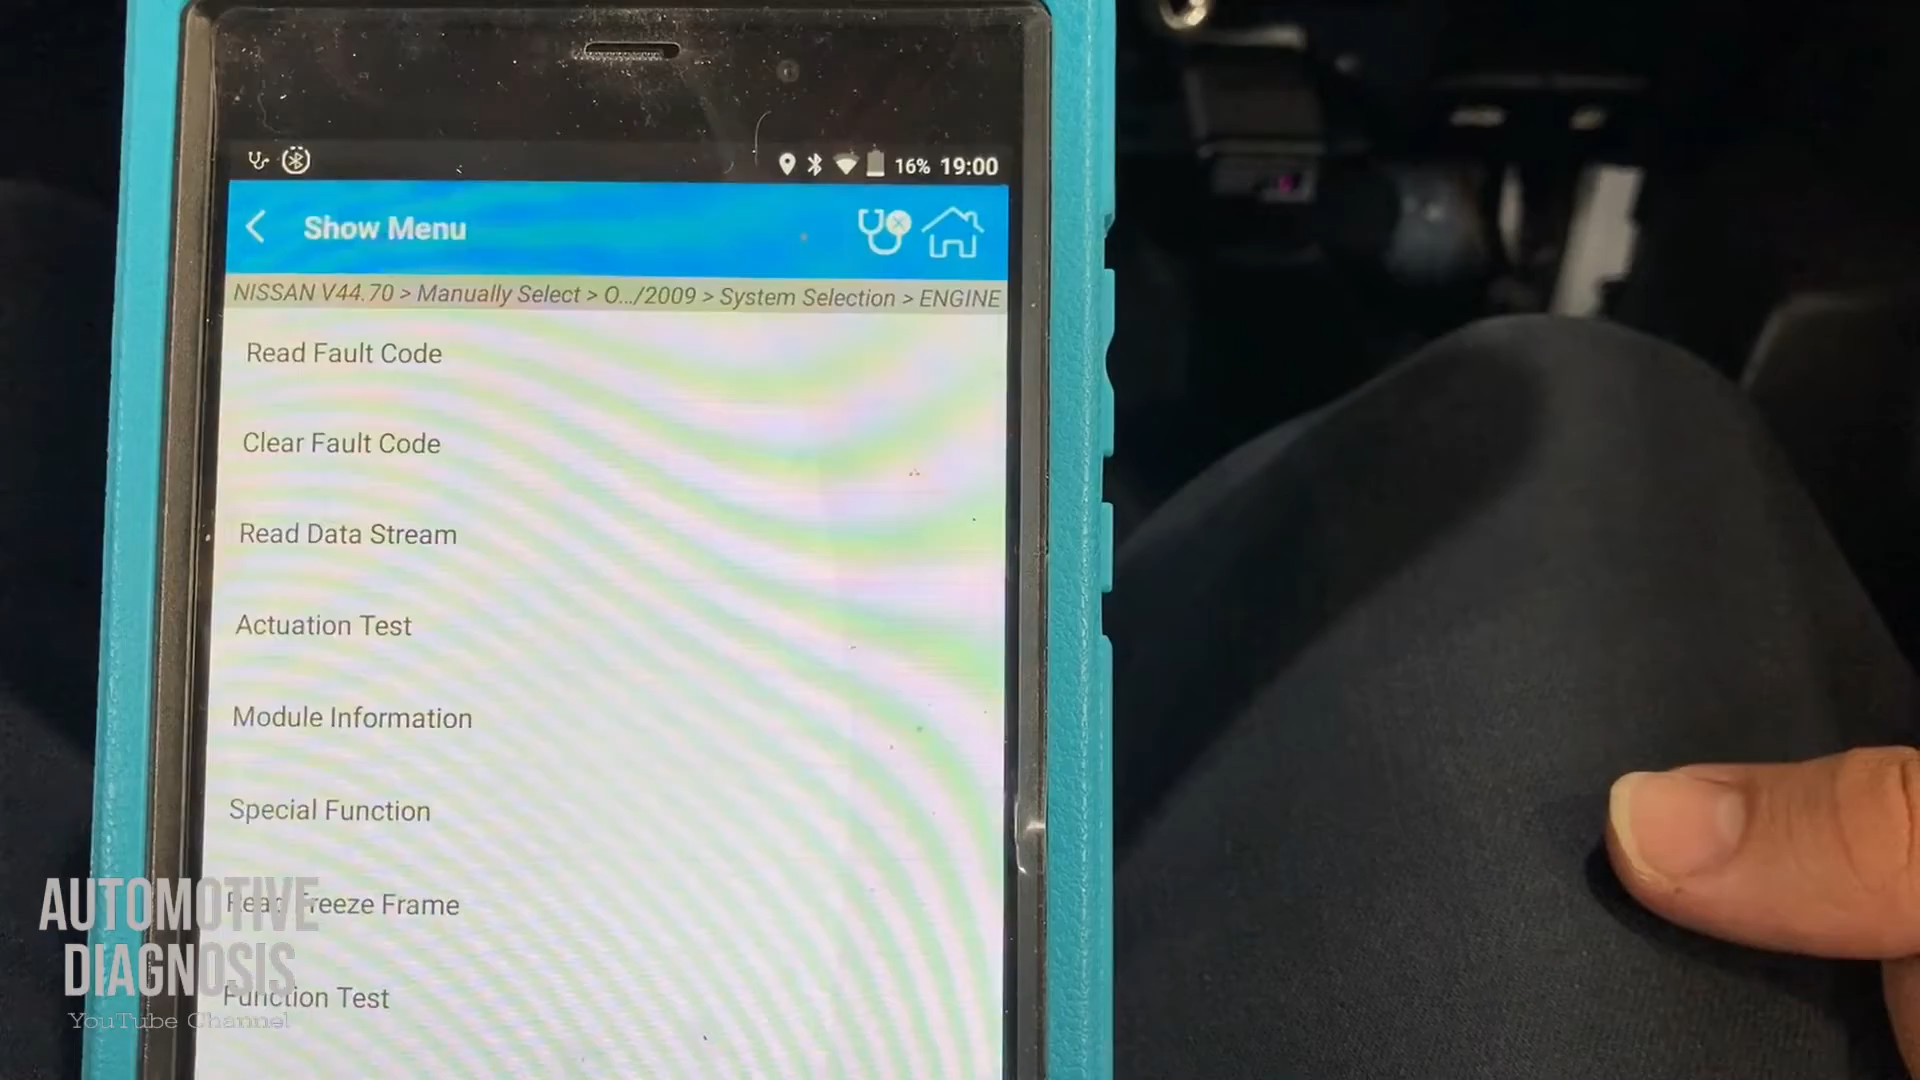 16% 19:00
Show Menu
NISSAN V44.70 > Manually Select > O.../2009 > System Selection > ENGINE
Read Fault Code
Clear Fault Code
Read Data Stream
Actuation Test
Module Information
Special Function
Read Freeze Frame
Function Test
AUTOMOTIVE
DIAGNOSIS
YouTube Channel